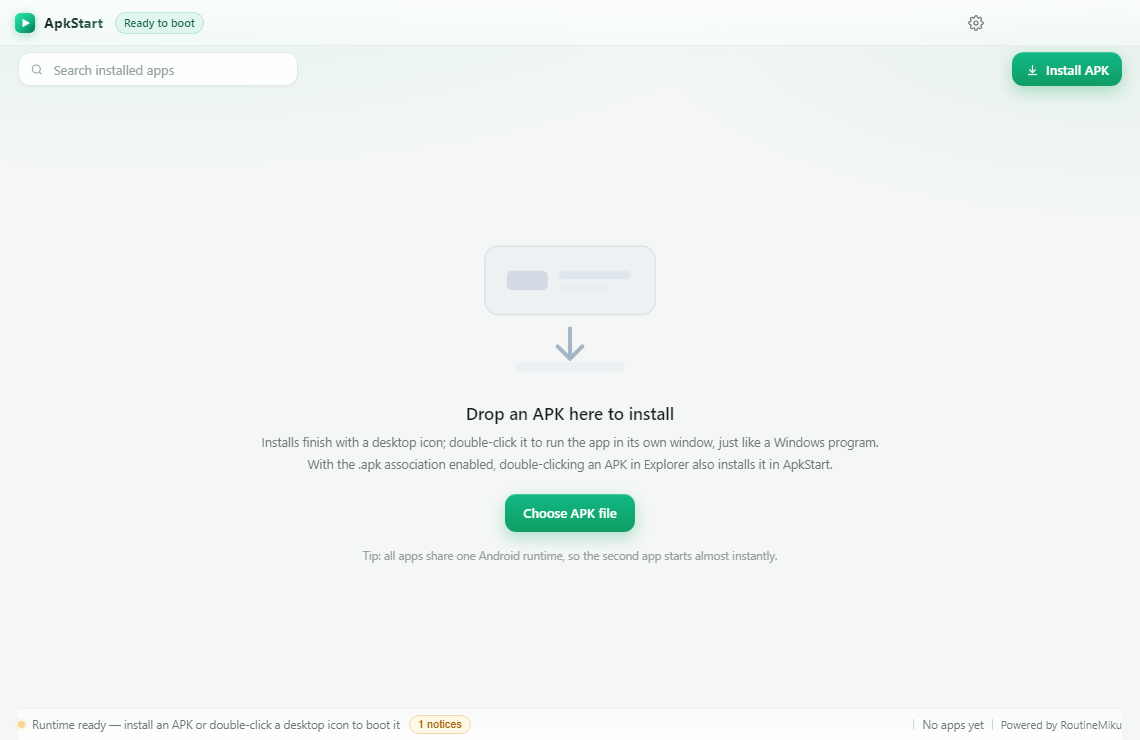 ApkStart
Ready to boot
Search installed apps
Install APK
Drop an APK here to install
Installs finish with a desktop icon; double-click it to run the app in its own window, just like a Windows program.
With the .apk association enabled, double-clicking an APK in Explorer also installs it in ApkStart.
Choose APK file
Tip: all apps share one Android runtime, so the second app starts almost instantly.
Runtime ready — install an APK or double-click a desktop icon to boot it
1 notices
No apps yet
Powered by RoutineMiku